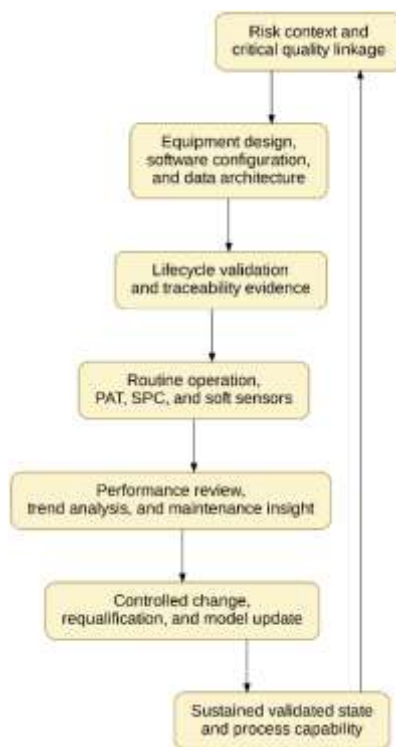 Risk context and
critical quality linkage
Equipment design,
software configuration,
and data architecture
Lifecycle validation
and traceability evidence
Routine operation,
PAT, SPC, and soft sensors
Performance review,
trend analysis, and maintenance insight
Controlled change,
requalification, and model update
Sustained validated state
and process capability